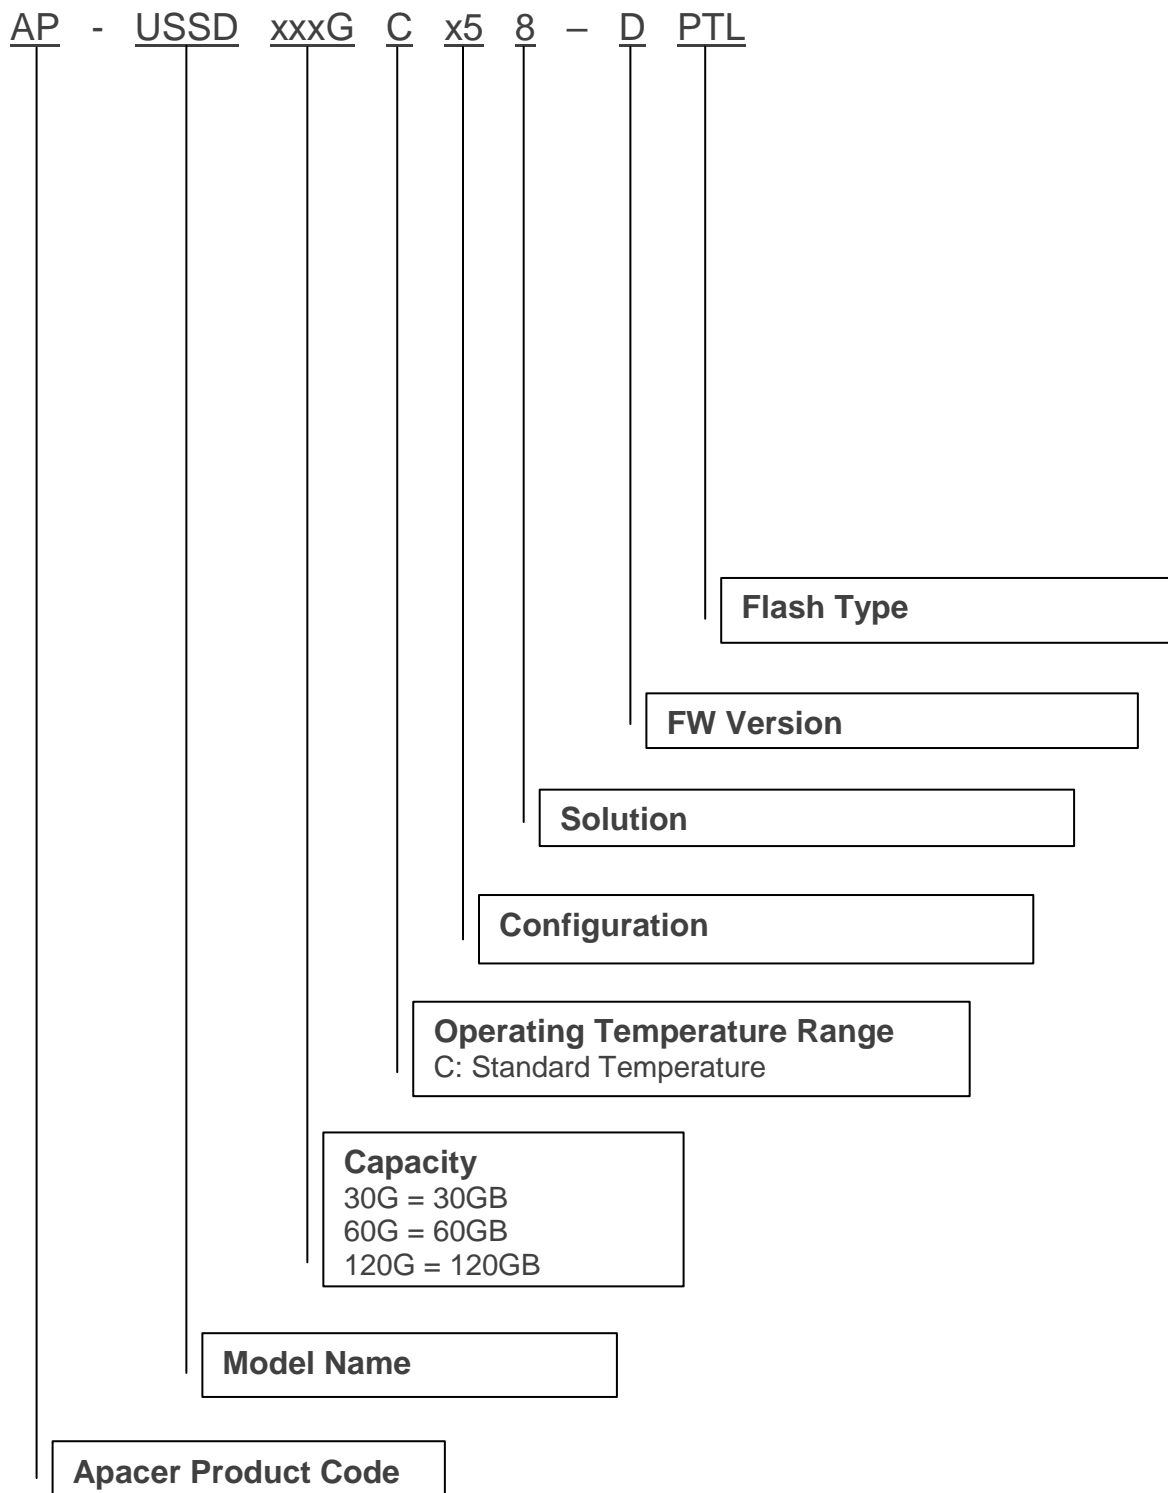 AP - USSD xxxG C x5 8 – D PTL
Flash Type
FW Version
Solution
Configuration
Operating Temperature Range
C: Standard Temperature
Capacity
30G = 30GB
60G = 60GB
120G = 120GB
Model Name
Apacer Product Code